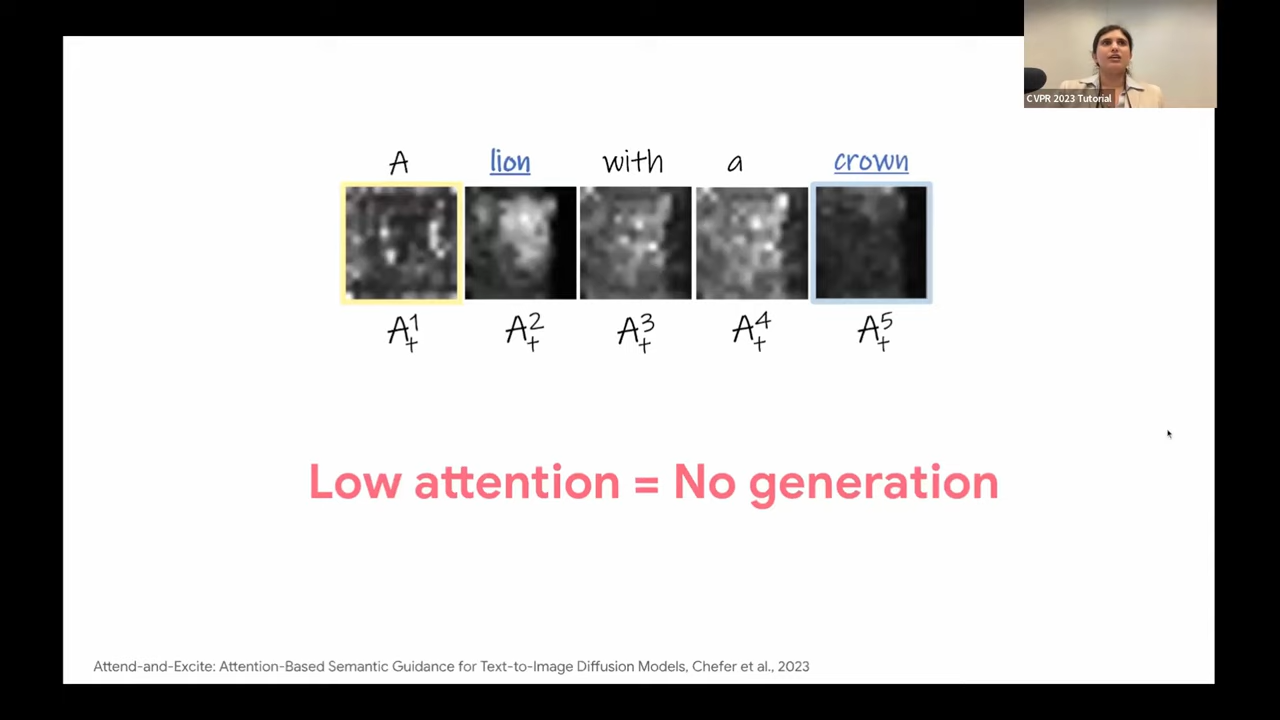 CVPR 2023 Tutorial
A lion with a crown
A¹₊ A²₊ A³₊ A⁴₊ A⁵₊
Low attention = No generation
Attend-and-Excite: Attention-Based Semantic Guidance for Text-to-Image Diffusion Models, Chefer et al., 2023